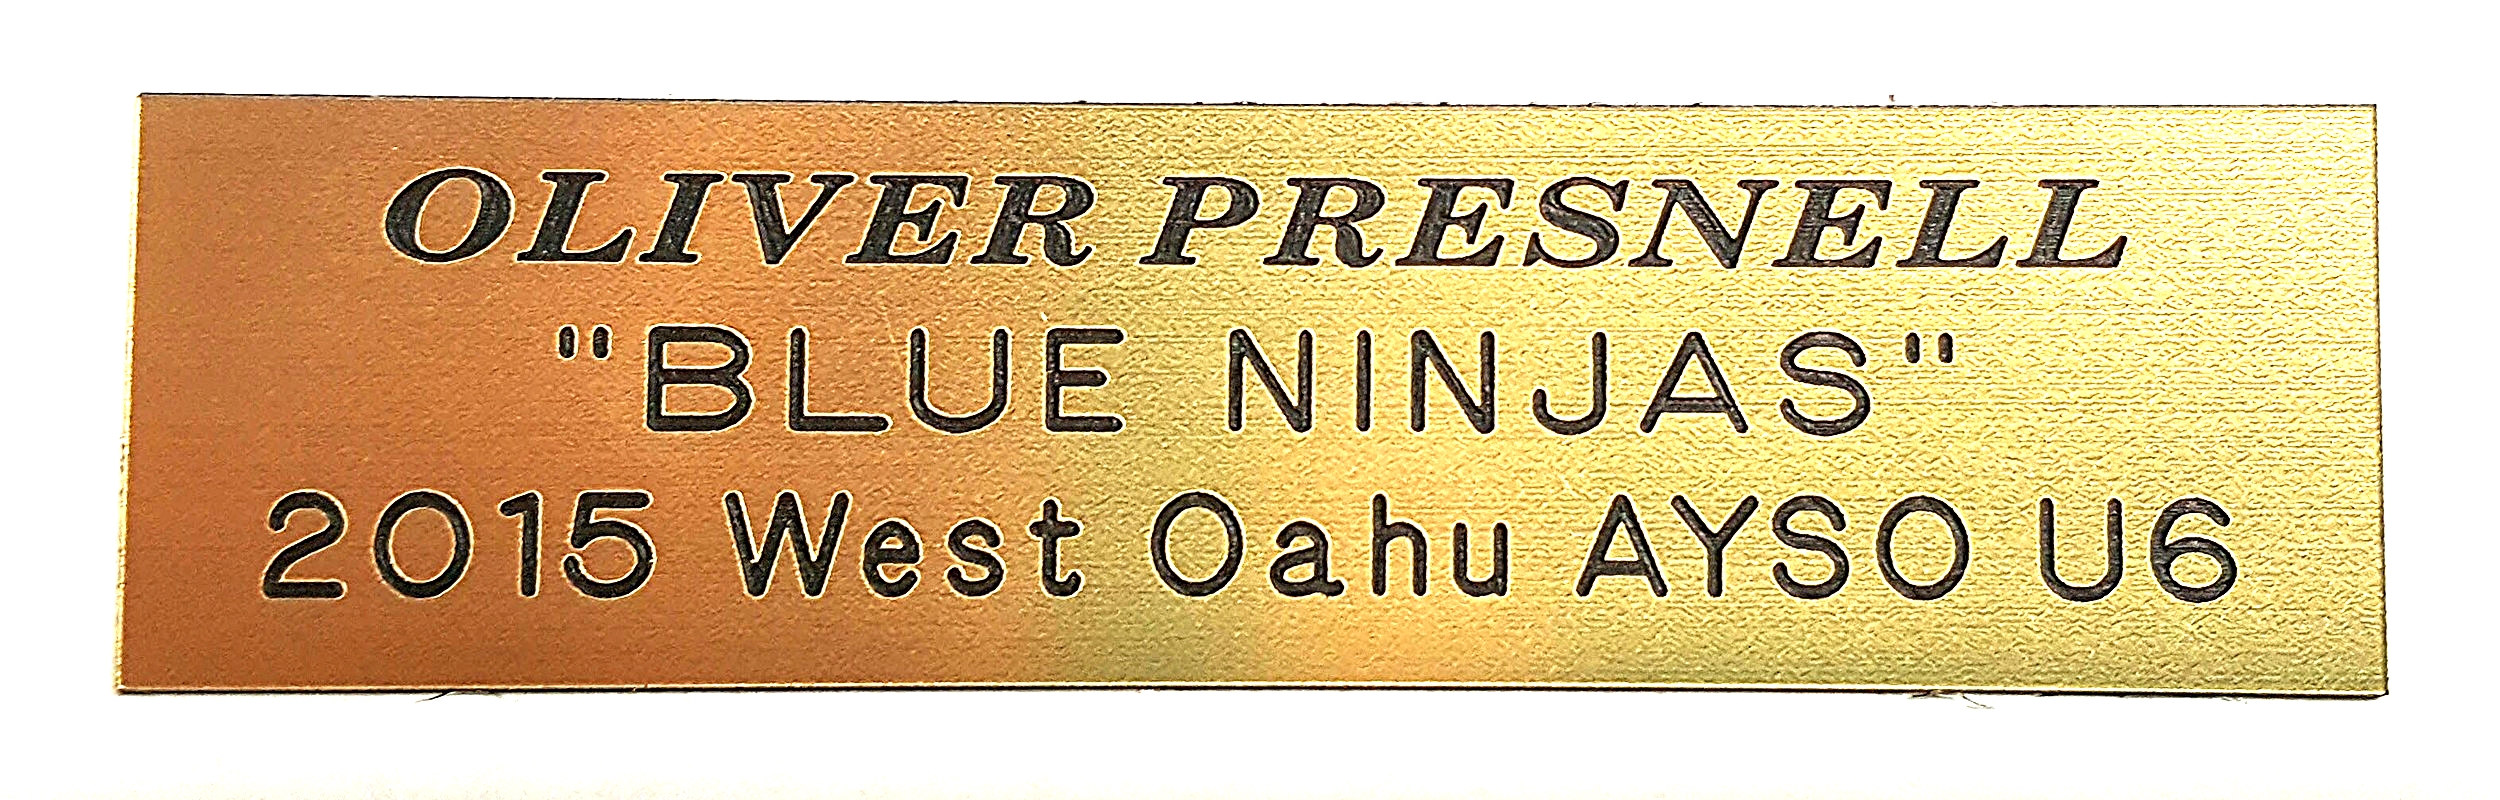 OLIVER PRESNELL
"BLUE NINJAS"
2015 West Oahu AYSO U6